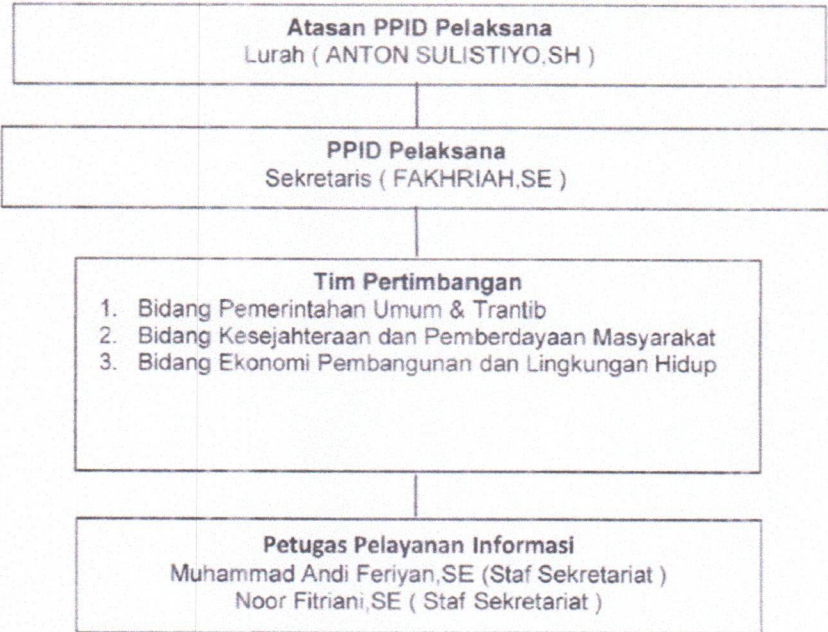 Atasan PPID Pelaksana
Lurah ( ANTON SULISTIYO,SH )
PPID Pelaksana
Sekretaris ( FAKHRIAH,SE )
Tim Pertimbangan
1. Bidang Pemerintahan Umum & Trantib
2. Bidang Kesejahteraan dan Pemberdayaan Masyarakat
3. Bidang Ekonomi Pembangunan dan Lingkungan Hidup
Petugas Pelayanan Informasi
Muhammad Andi Feriyan,SE (Staf Sekretariat )
Noor Fitriani,SE ( Staf Sekretariat )